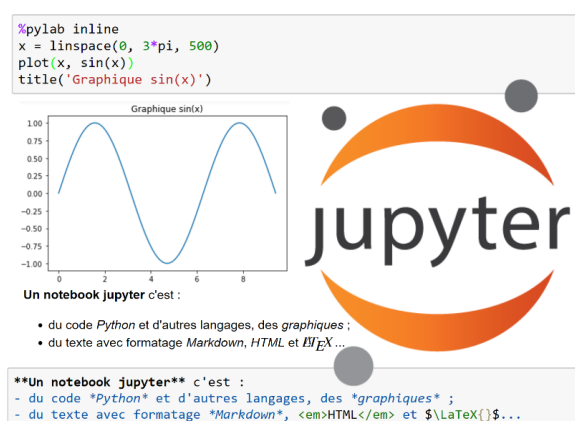 %pylab inline
x = linspace(0, 3*pi, 500)
plot(x, sin(x))
title('Graphique sin(x)')
Graphique sin(x)
1.00
0.75
0.50
0.25
0.00
−0.25
−0.50
−0.75
−1.00
0 2 4 6 8
jupyter
Un notebook jupyter c'est :
• du code Python et d'autres langages, des graphiques ;
• du texte avec formatage Markdown, HTML et LATEX...
**Un notebook jupyter** c'est :
- du code *Python* et d'autres langages, des *graphiques* ;
- du texte avec formatage *Markdown*, <em>HTML</em> et $\LaTeX{}$...